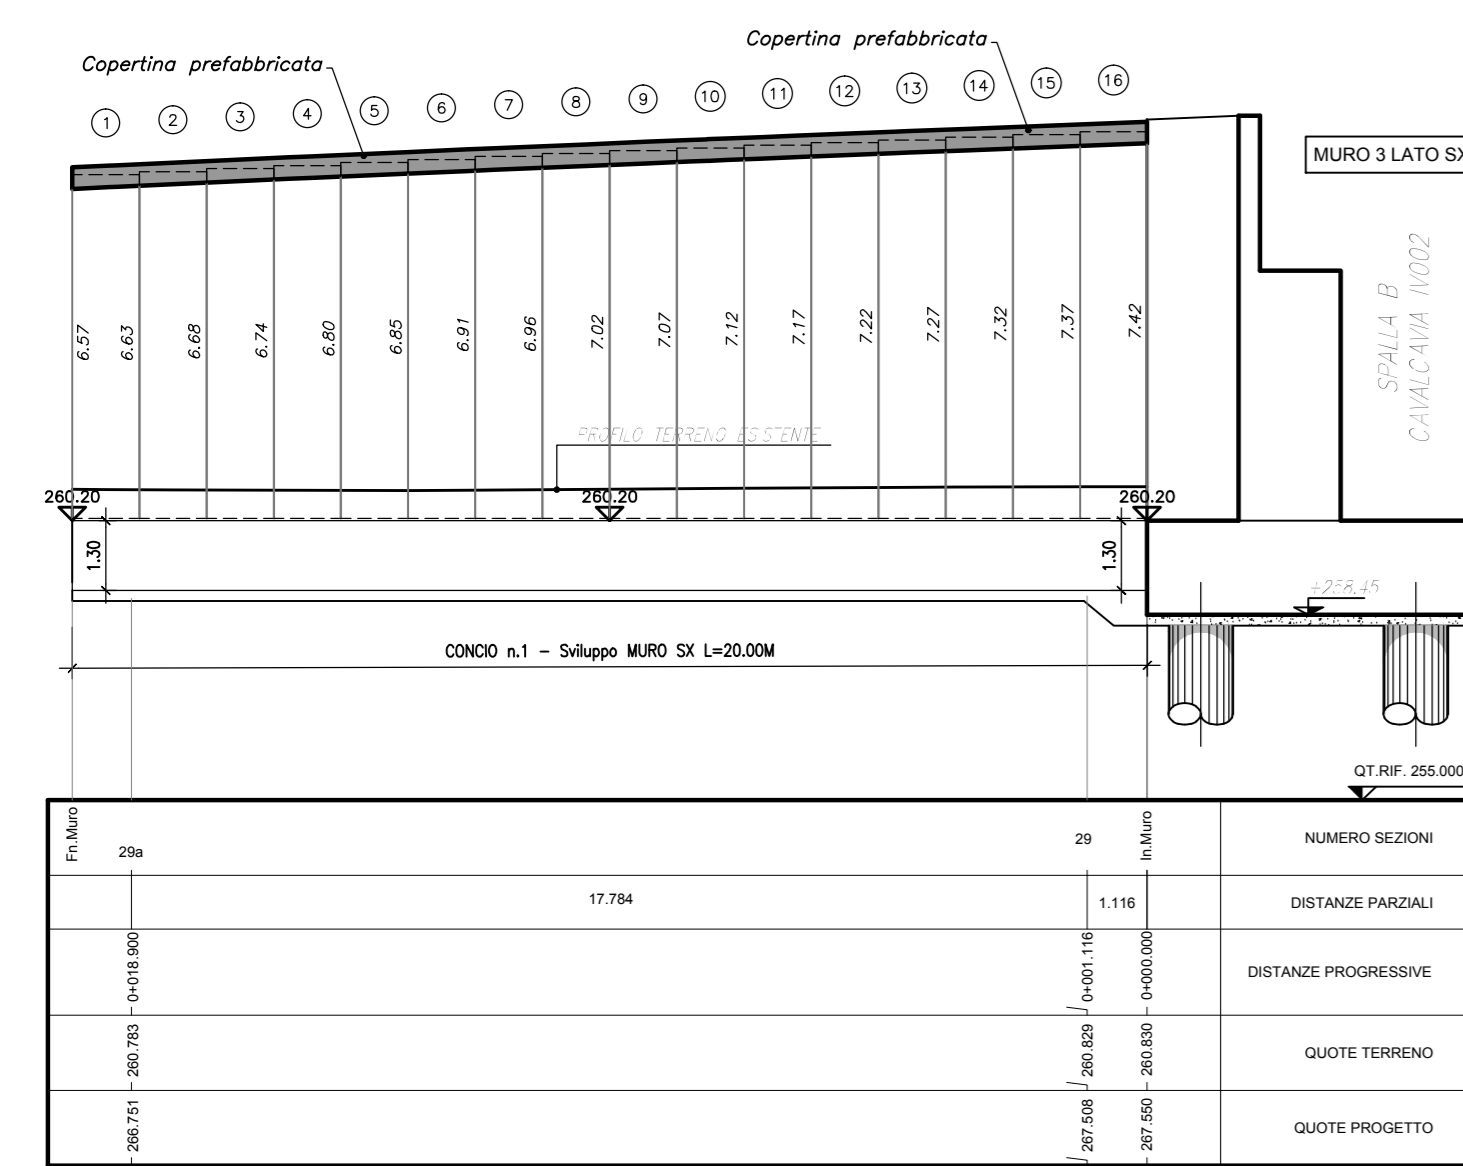 Copertina prefabbricata
Copertina prefabbricata
1 2 3 4 5 6 7 8 9 10 11 12 13 14 15 16
MURO 3 LATO SX
SPALLA B
CAVALCAVIA IV002
6.57 6.63 6.68 6.74 6.80 6.85 6.91 6.96 7.02 7.07 7.12 7.17 7.22 7.27 7.32 7.37 7.42
PROFILO TERRENO ESISTENTE
260.20 260.20 260.20
1.30 1.30
+258.45
CONCIO n.1 – Sviluppo MURO SX L=20.00M
QT.RIF. 255.000
Fn.Muro 29a 29 In.Muro NUMERO SEZIONI
17.784 1.116 DISTANZE PARZIALI
0+018.900 0+001.116 0+000.000 DISTANZE PROGRESSIVE
260.783 260.829 260.830 QUOTE TERRENO
266.751 267.508 267.550 QUOTE PROGETTO